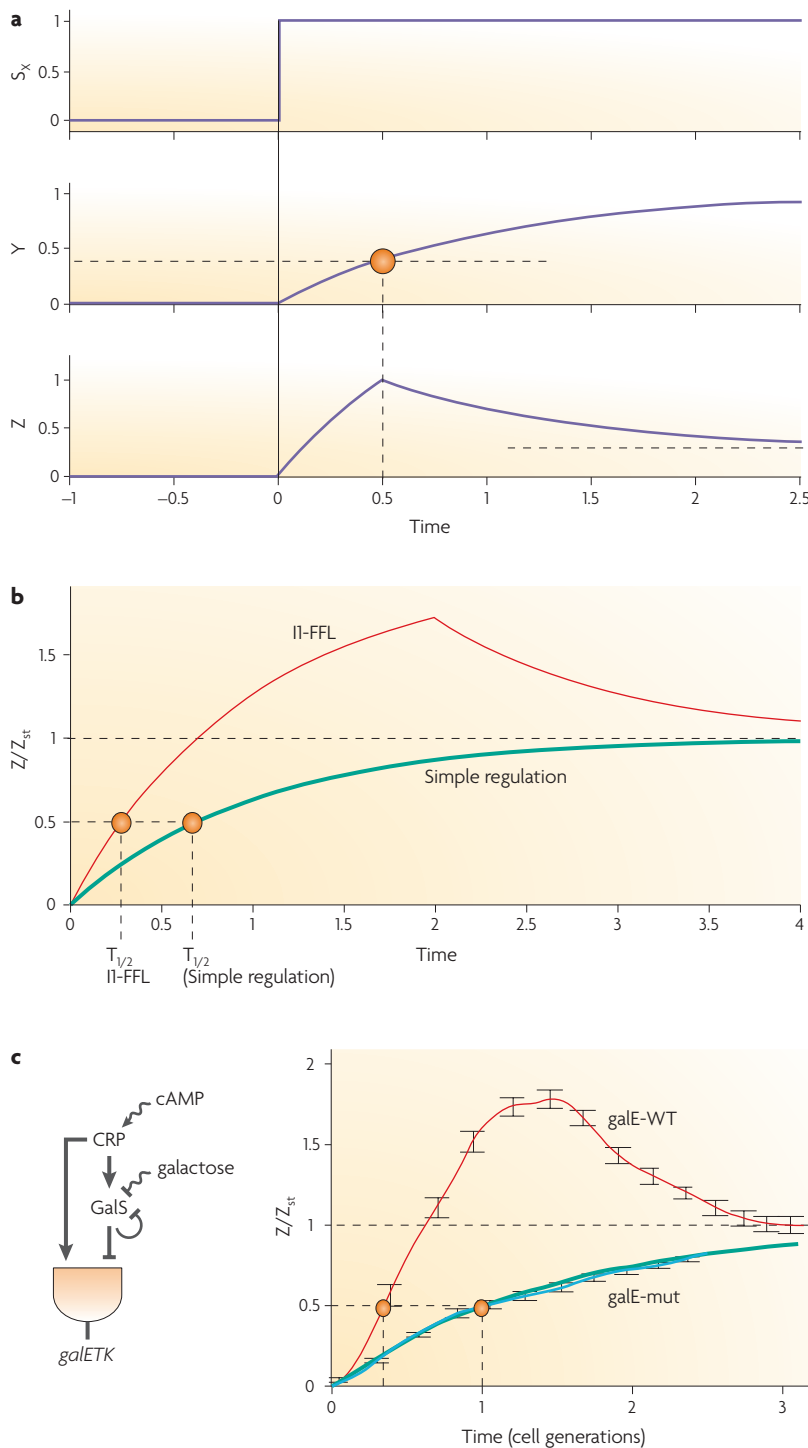 a
S_X
1
0.5
0
Y
1
0.5
0
Z
1
0.5
0
−1 −0.5 0 0.5 1 1.5 2 2.5
Time
b
Z/Z_st
1.5
1
0.5
0
I1-FFL
Simple regulation
0 0.5 1 1.5 2 2.5 3 3.5 4
T_1/2 T_1/2 Time
I1-FFL (Simple regulation)
c
cAMP
CRP
galactose
GalS
galETK
Z/Z_st
2
1.5
1
0.5
0
galE-WT
galE-mut
0 1 2 3
Time (cell generations)